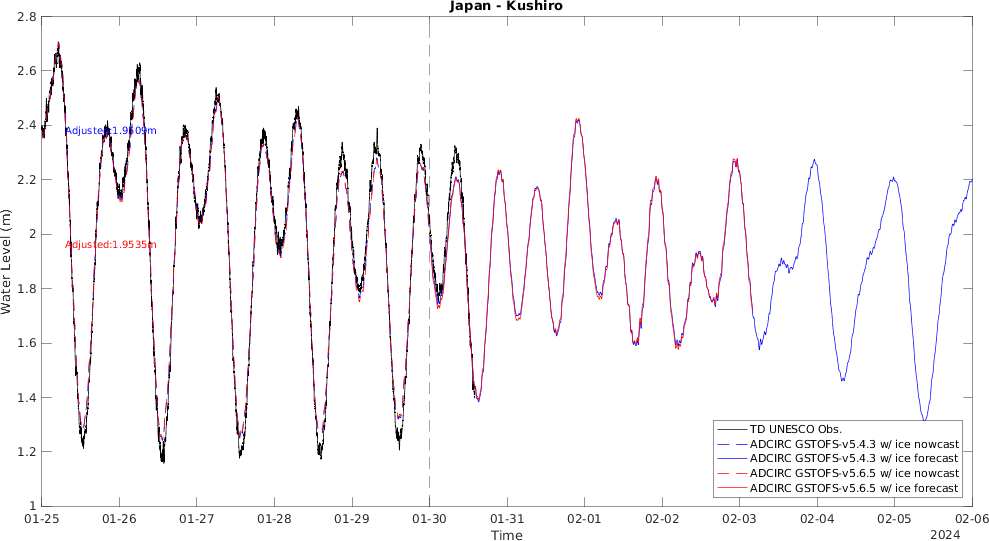 Japan - Kushiro
2.8
2.6
2.4
2.2
2
1.8
1.6
1.4
1.2
1
Water Level (m)
Adjusted:1.9609m
Adjusted:1.9535m
TD UNESCO Obs.
ADCIRC GSTOFS-v5.4.3 w/ ice nowcast
ADCIRC GSTOFS-v5.4.3 w/ ice forecast
ADCIRC GSTOFS-v5.6.5 w/ ice nowcast
ADCIRC GSTOFS-v5.6.5 w/ ice forecast
01-25 01-26 01-27 01-28 01-29 01-30 01-31 02-01 02-02 02-03 02-04 02-05 02-06
Time
2024